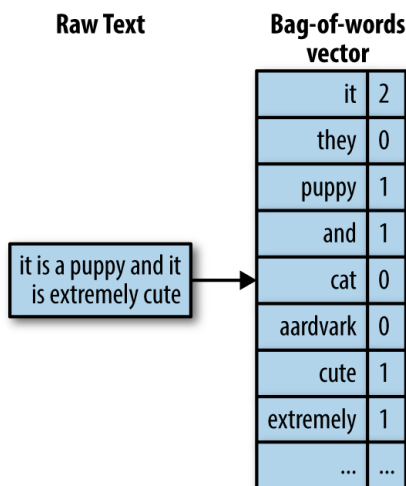 Raw Text
Bag-of-words
vector
it is a puppy and it
is extremely cute
it 2
they 0
puppy 1
and 1
cat 0
aardvark 0
cute 1
extremely 1
... ...